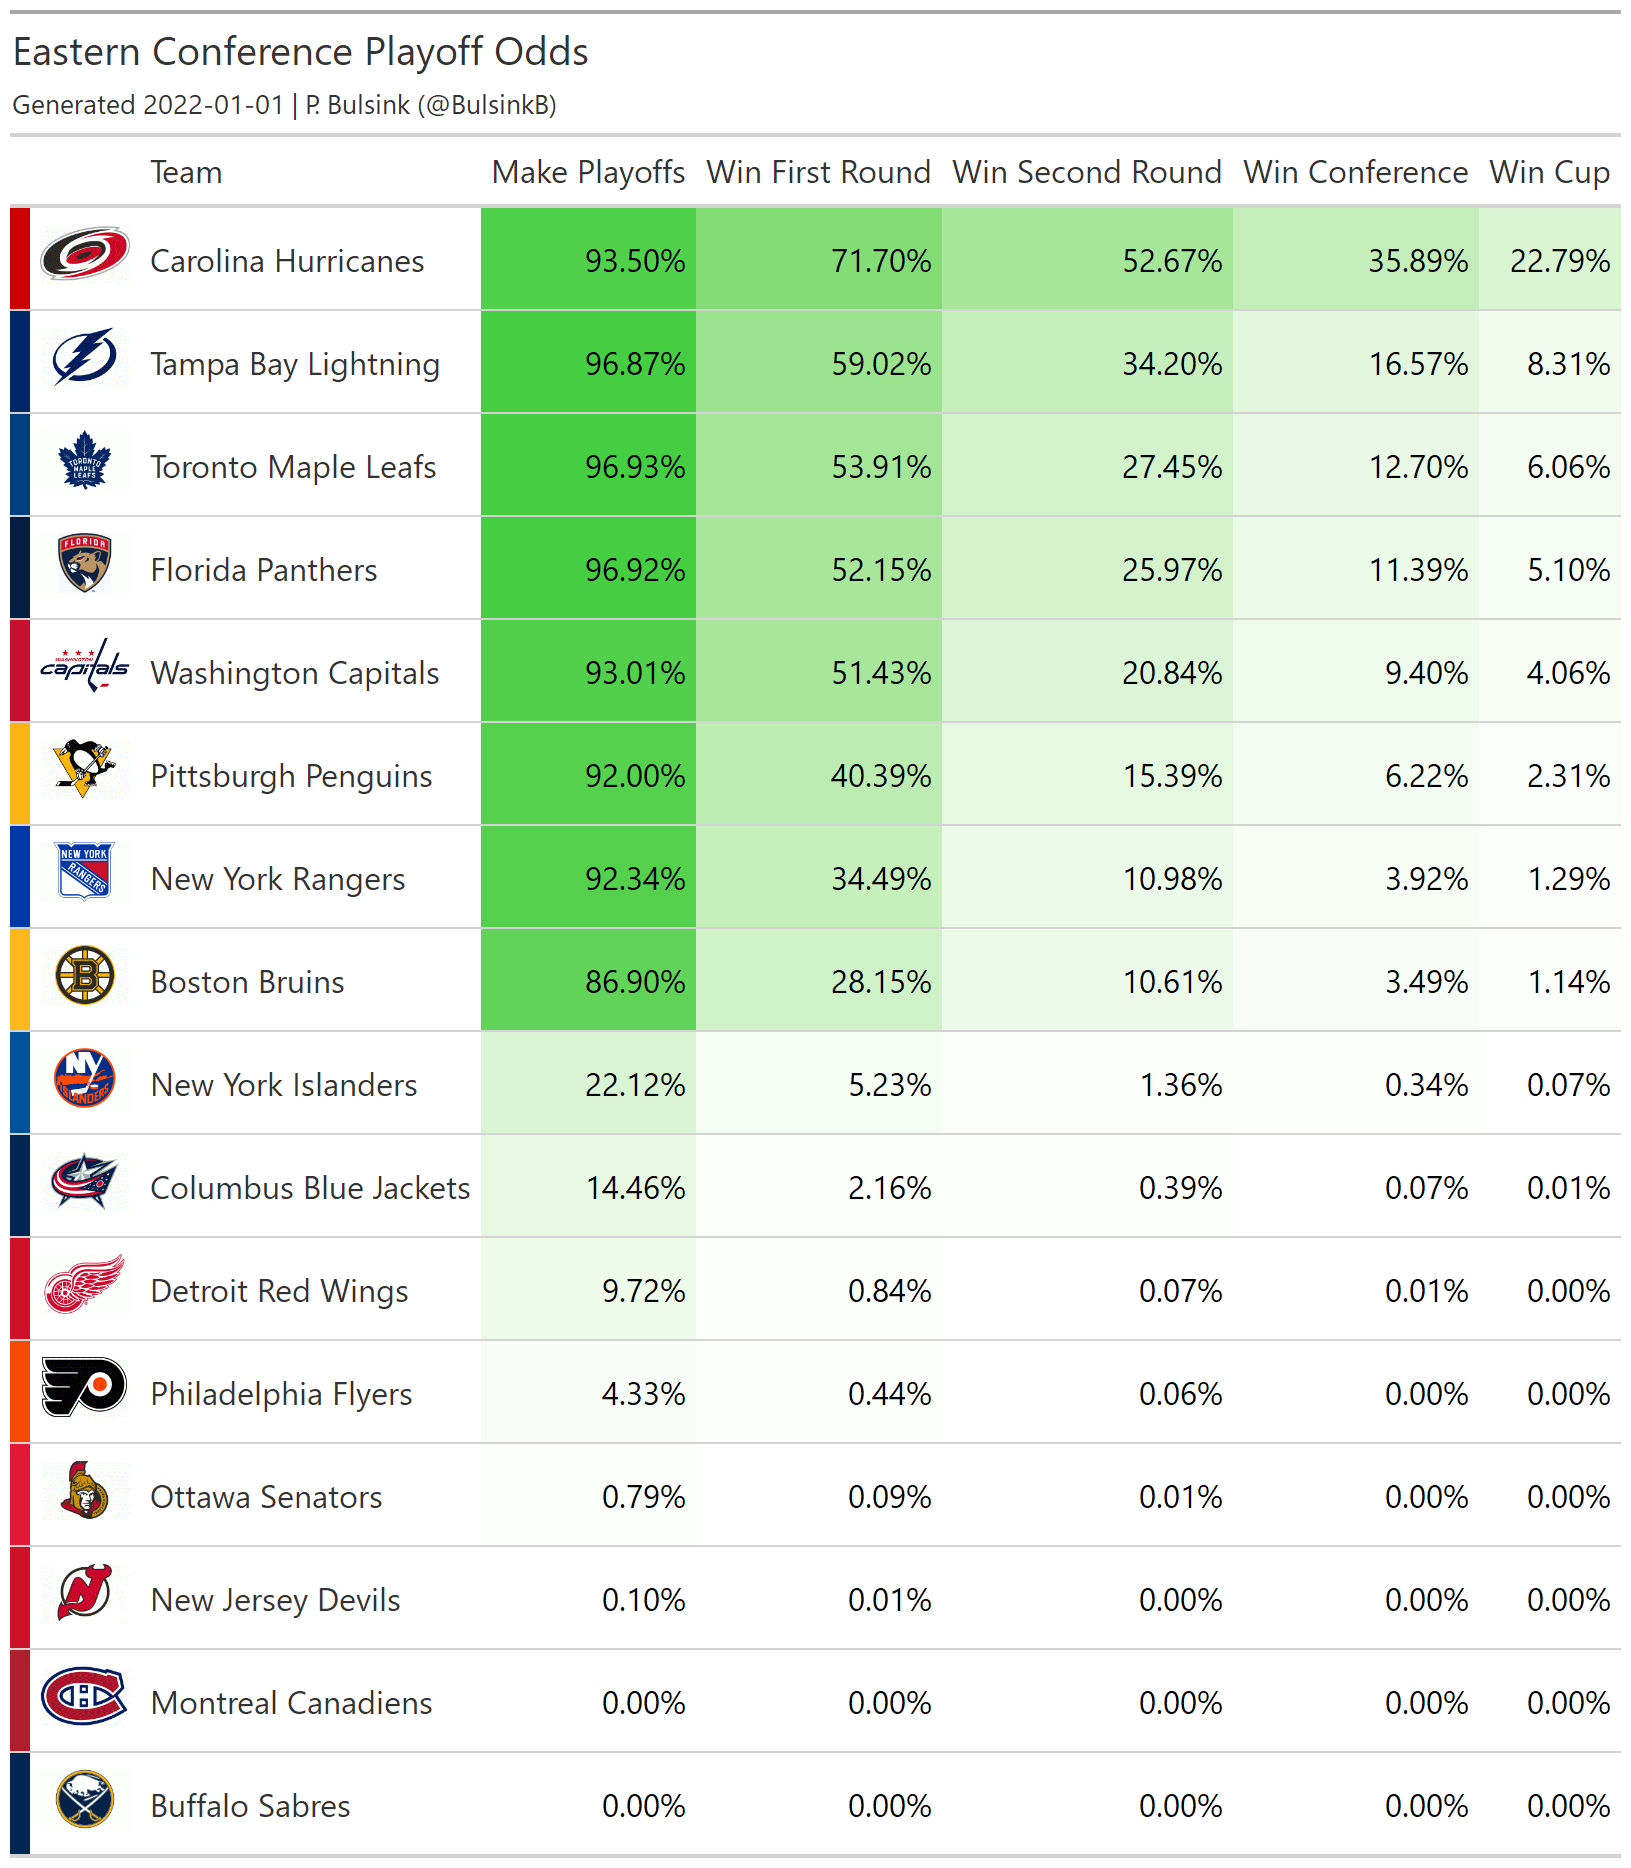 Eastern Conference Playoff Odds
Generated 2022-01-01 | P. Bulsink (@BulsinkB)
Team Make Playoffs Win First Round Win Second Round Win Conference Win Cup
Carolina Hurricanes 93.50% 71.70% 52.67% 35.89% 22.79%
Tampa Bay Lightning 96.87% 59.02% 34.20% 16.57% 8.31%
TORONTO
MAPLE
LEAFS
Toronto Maple Leafs 96.93% 53.91% 27.45% 12.70% 6.06%
FLORIDA
Florida Panthers 96.92% 52.15% 25.97% 11.39% 5.10%
WASHINGTON
capitals
Washington Capitals 93.01% 51.43% 20.84% 9.40% 4.06%
Pittsburgh Penguins 92.00% 40.39% 15.39% 6.22% 2.31%
NEW YORK
RANGERS
New York Rangers 92.34% 34.49% 10.98% 3.92% 1.29%
B
Boston Bruins 86.90% 28.15% 10.61% 3.49% 1.14%
NY
ISLANDERS
New York Islanders 22.12% 5.23% 1.36% 0.34% 0.07%
Columbus Blue Jackets 14.46% 2.16% 0.39% 0.07% 0.01%
Detroit Red Wings 9.72% 0.84% 0.07% 0.01% 0.00%
Philadelphia Flyers 4.33% 0.44% 0.06% 0.00% 0.00%
Ottawa Senators 0.79% 0.09% 0.01% 0.00% 0.00%
New Jersey Devils 0.10% 0.01% 0.00% 0.00% 0.00%
Montreal Canadiens 0.00% 0.00% 0.00% 0.00% 0.00%
Buffalo Sabres 0.00% 0.00% 0.00% 0.00% 0.00%